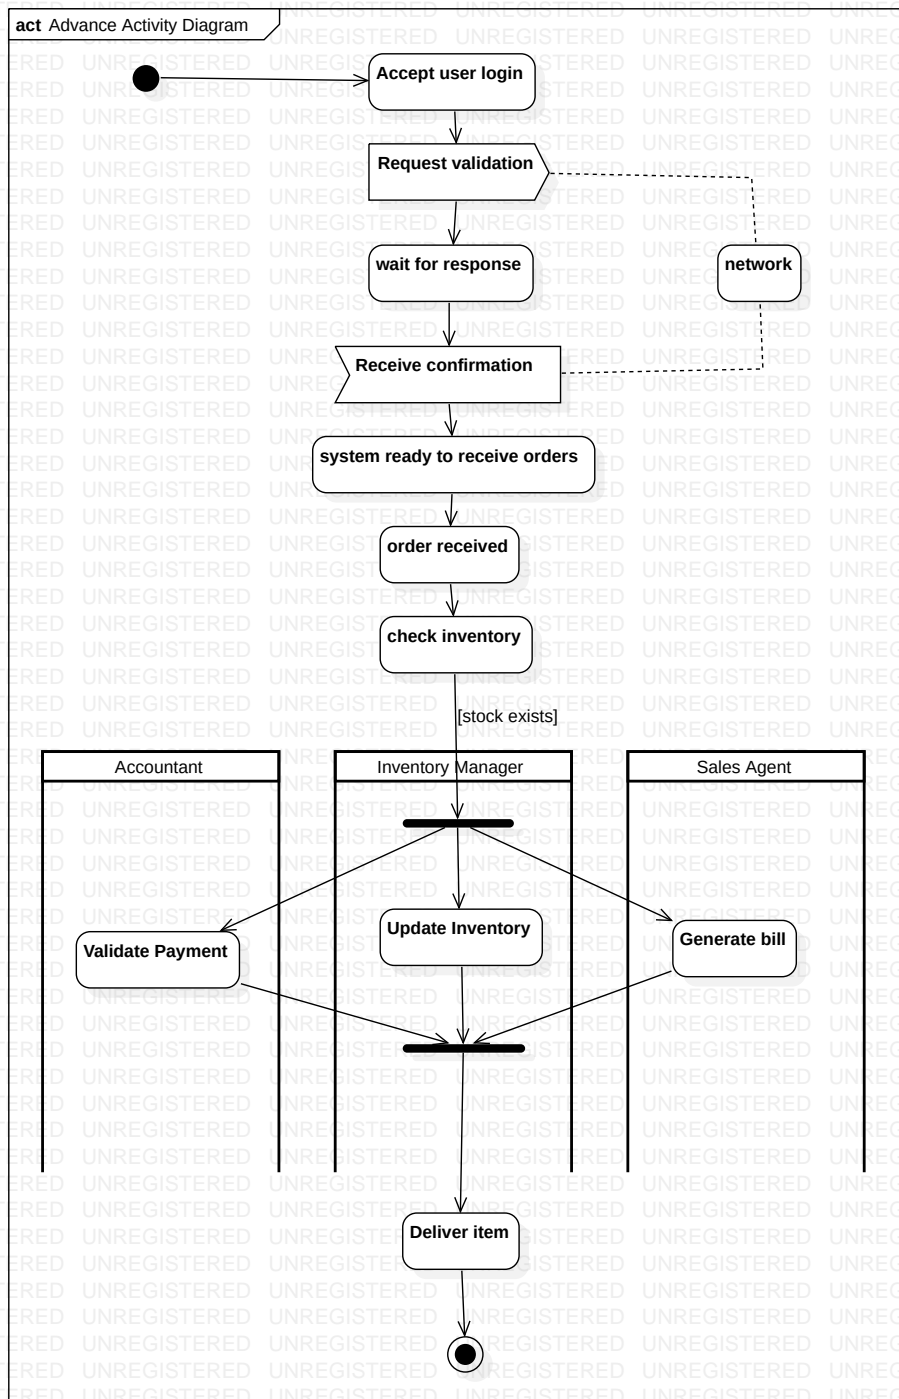 act Advance Activity Diagram
Accept user login
Request validation
wait for response
network
Receive confirmation
system ready to receive orders
order received
check inventory
[stock exists]
Accountant
Inventory Manager
Sales Agent
Validate Payment
Update Inventory
Generate bill
Deliver item
UNREGISTERED